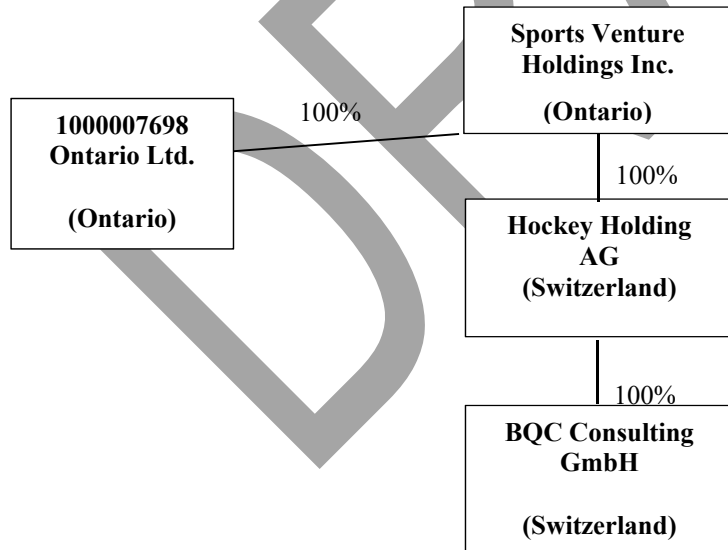 Sports Venture
Holdings Inc.
(Ontario)
100%
1000007698
Ontario Ltd.
(Ontario)
100%
Hockey Holding
AG
(Switzerland)
100%
BQC Consulting
GmbH
(Switzerland)